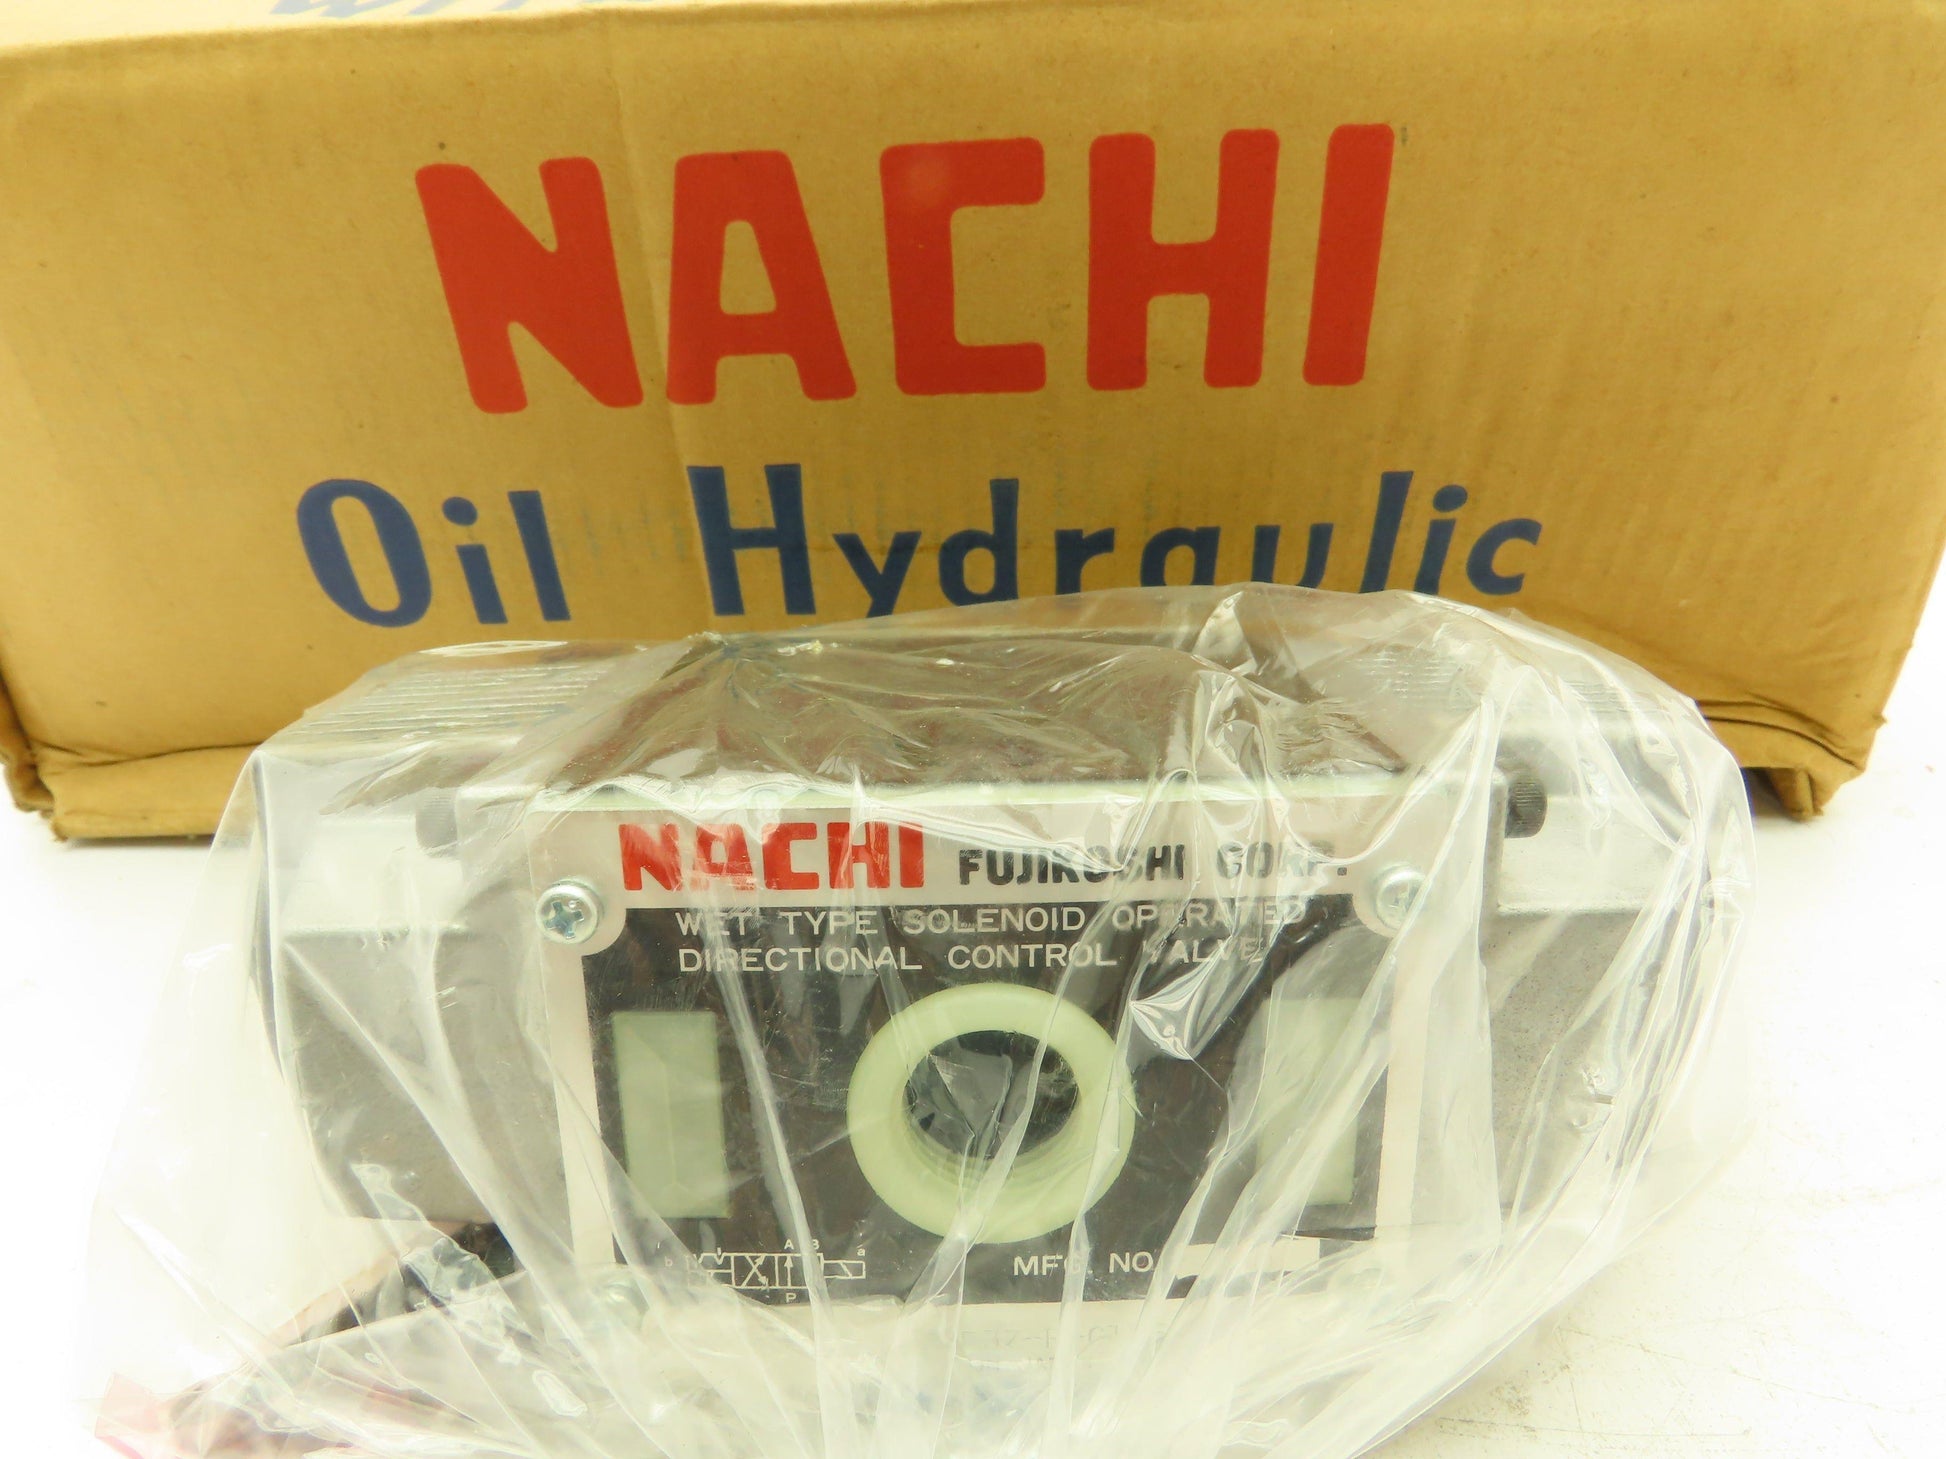 NACHI
Oil Hydraulic
NACHI FUJIKOSHI CORP.
WET TYPE SOLENOID OPERATED
DIRECTIONAL CONTROL VALVE
A B
b a
P
MFG. NO.